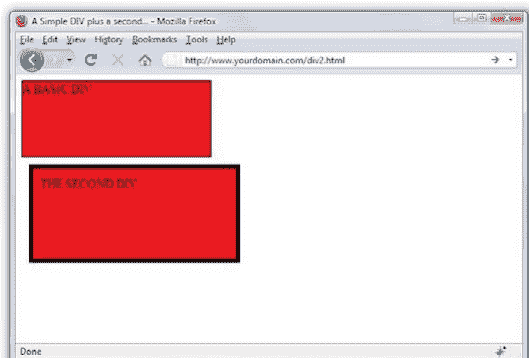 A Simple DIV plus a second... - Mozilla Firefox
File Edit View History Bookmarks Tools Help
http://www.yourdomain.com/div2.html
A BASIC DIV
THE SECOND DIV
Done